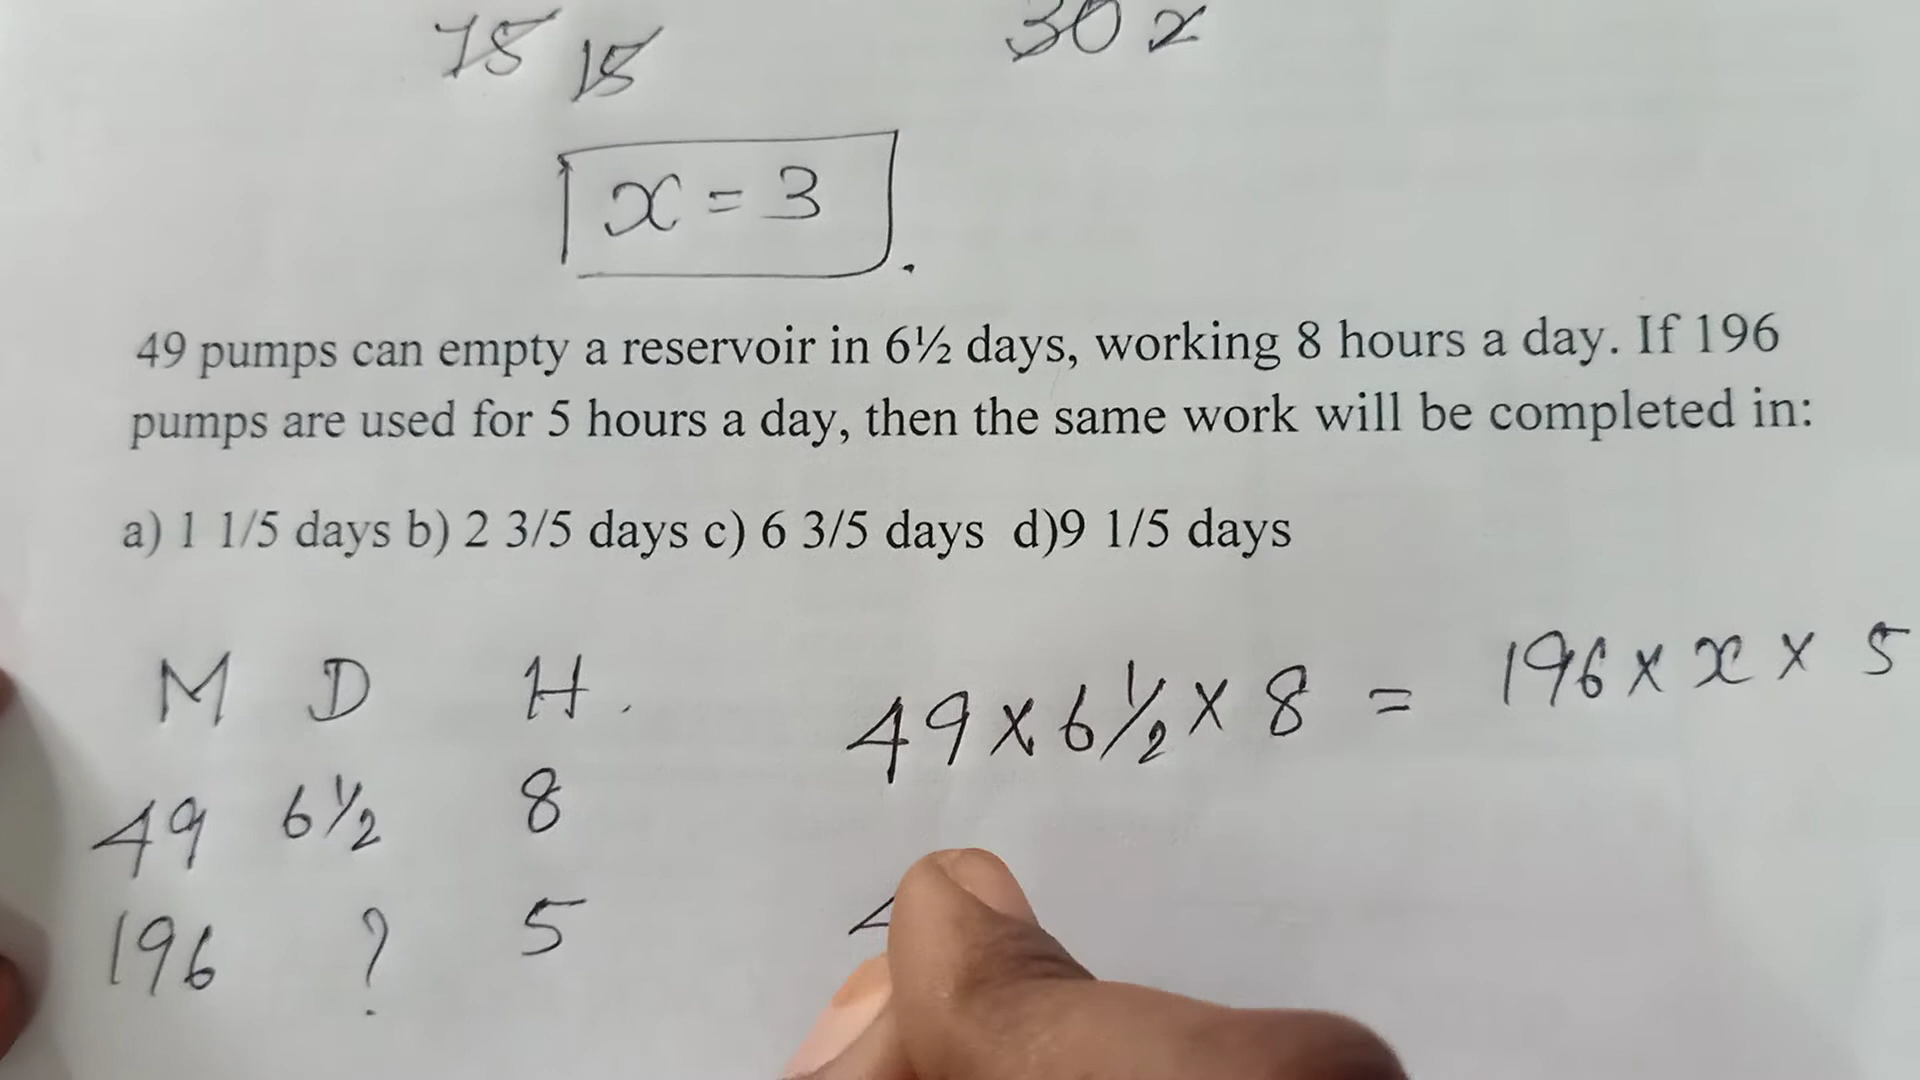 75 15 30 x
x = 3 .
49 pumps can empty a reservoir in 6½ days, working 8 hours a day. If 196
pumps are used for 5 hours a day, then the same work will be completed in:
a) 1 1/5 days b) 2 3/5 days c) 6 3/5 days d)9 1/5 days
M D H .
49 6½ 8
196 ? 5
49 × 6½ × 8 = 196 × x × 5